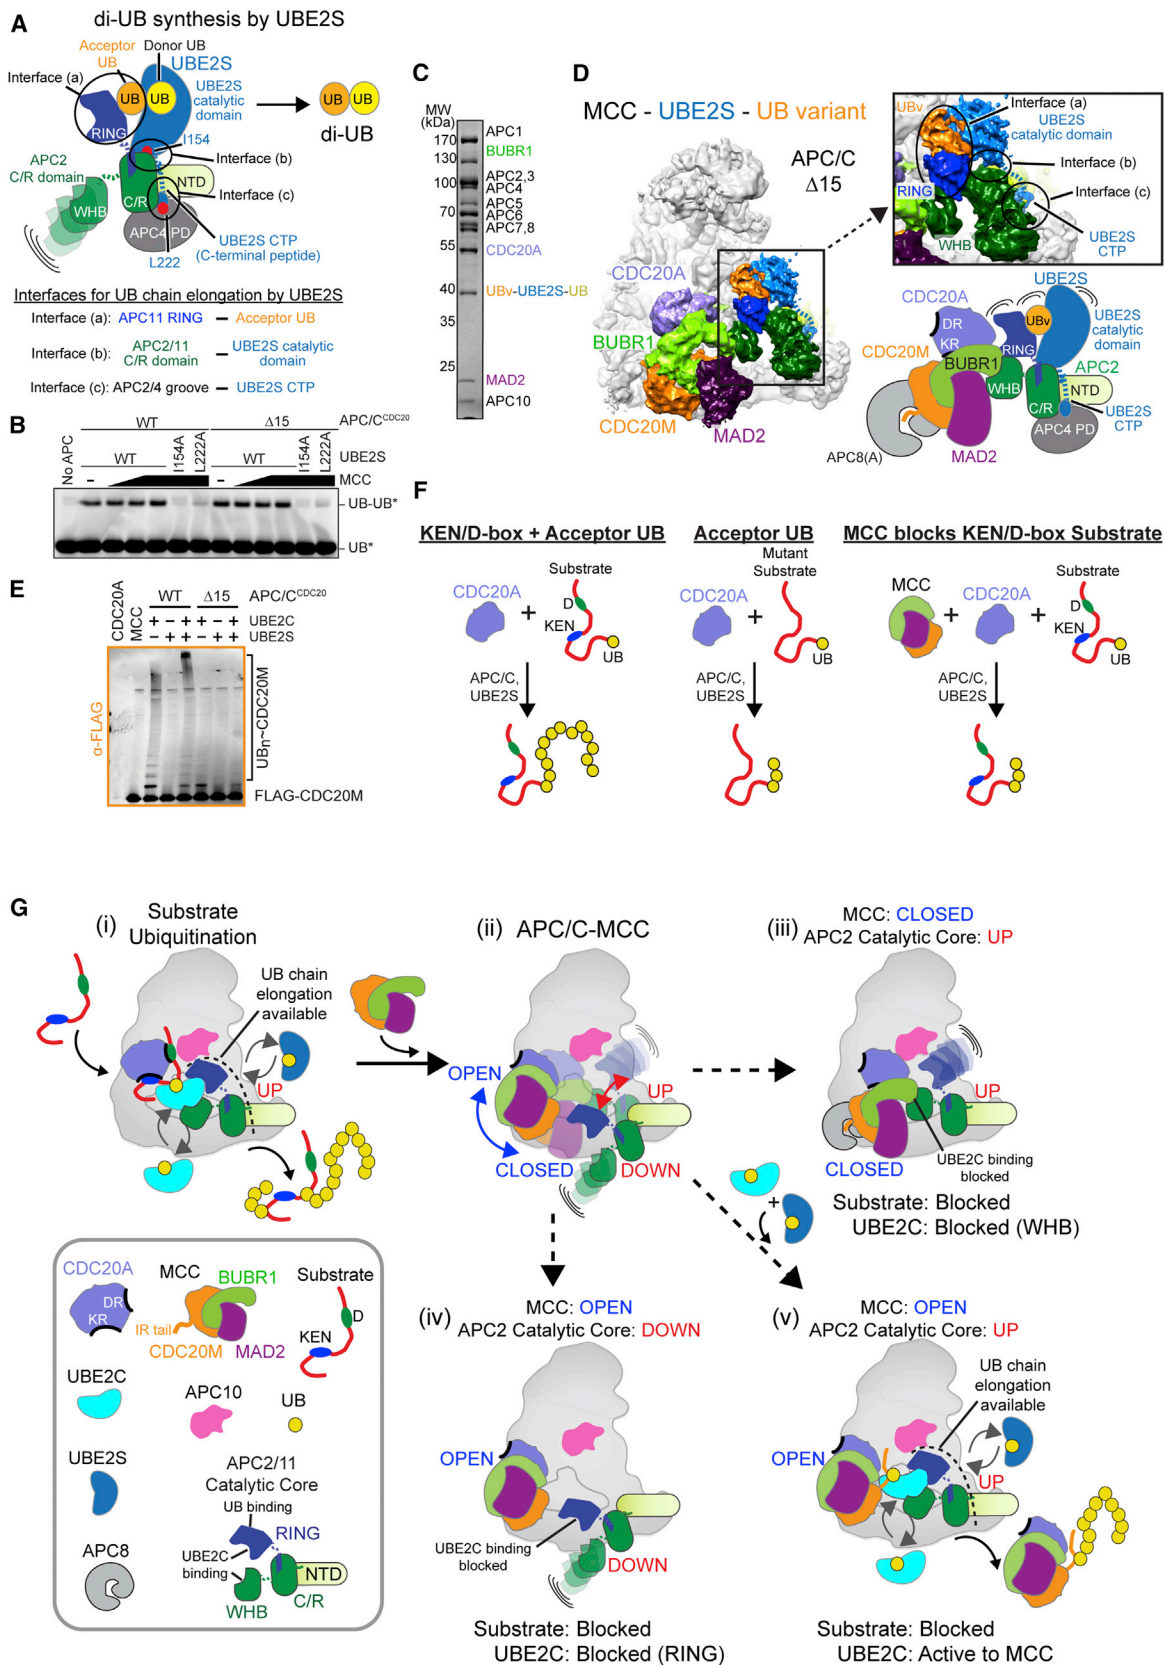 A
di-UB synthesis by UBE2S
Acceptor
UB
Donor UB
UBE2S
Interface (a)
UB
UB
UBE2S
catalytic
domain
RING
UB
UB
di-UB
I154
APC2
C/R domain
Interface (b)
NTD
WHB
C/R
Interface (c)
APC4 PD
UBE2S CTP
(C-terminal peptide)
L222
Interfaces for UB chain elongation by UBE2S
Interface (a): APC11 RING – Acceptor UB
Interface (b): APC2/11 C/R domain – UBE2S catalytic domain
Interface (c): APC2/4 groove – UBE2S CTP
B
WT
Δ15
APC/C^CDC20
No APC
WT
I154A
L222A
WT
I154A
L222A
UBE2S
–
–
MCC
UB-UB*
UB*
C
MW
(kDa)
170
130
100
70
55
40
35
25
APC1
BUBR1
APC2,3
APC4
APC5
APC6
APC7,8
CDC20A
UBv-UBE2S-UB
MAD2
APC10
D
MCC - UBE2S - UB variant
APC/C
Δ15
CDC20A
BUBR1
CDC20M
MAD2
UBv
Interface (a)
UBE2S
catalytic domain
Interface (b)
RING
Interface (c)
WHB
UBE2S
CTP
UBE2S
CDC20A
UBv
DR
KR
RING
UBE2S
catalytic
domain
CDC20M
BUBR1
WHB
APC2
NTD
C/R
APC8(A)
MAD2
APC4 PD
UBE2S
CTP
E
CDC20A
MCC
WT
Δ15
APC/C^CDC20
+ – + + – + UBE2C
– + + – + + UBE2S
α-FLAG
UBn~CDC20M
FLAG-CDC20M
F
KEN/D-box + Acceptor UB
Substrate
CDC20A
D
+
KEN
UB
APC/C,
UBE2S
Acceptor UB
Mutant
Substrate
CDC20A
+
UB
APC/C,
UBE2S
MCC blocks KEN/D-box Substrate
MCC
CDC20A
Substrate
D
+
+
KEN
UB
APC/C,
UBE2S
G
(i)
Substrate
Ubiquitination
UB chain
elongation
available
UP
(ii)
APC/C-MCC
OPEN
UP
CLOSED
DOWN
+
(iii)
MCC: CLOSED
APC2 Catalytic Core: UP
UP
CLOSED
UBE2C binding
blocked
Substrate: Blocked
UBE2C: Blocked (WHB)
CDC20A
DR
KR
MCC
BUBR1
IR tail
CDC20M
MAD2
Substrate
D
KEN
UBE2C
APC10
UB
UBE2S
APC2/11
Catalytic Core
UB binding
RING
UBE2C
binding
APC8
NTD
WHB
C/R
(iv)
MCC: OPEN
APC2 Catalytic Core: DOWN
OPEN
UBE2C binding
blocked
DOWN
Substrate: Blocked
UBE2C: Blocked (RING)
(v)
MCC: OPEN
APC2 Catalytic Core: UP
UB chain
elongation
available
OPEN
UP
Substrate: Blocked
UBE2C: Active to MCC